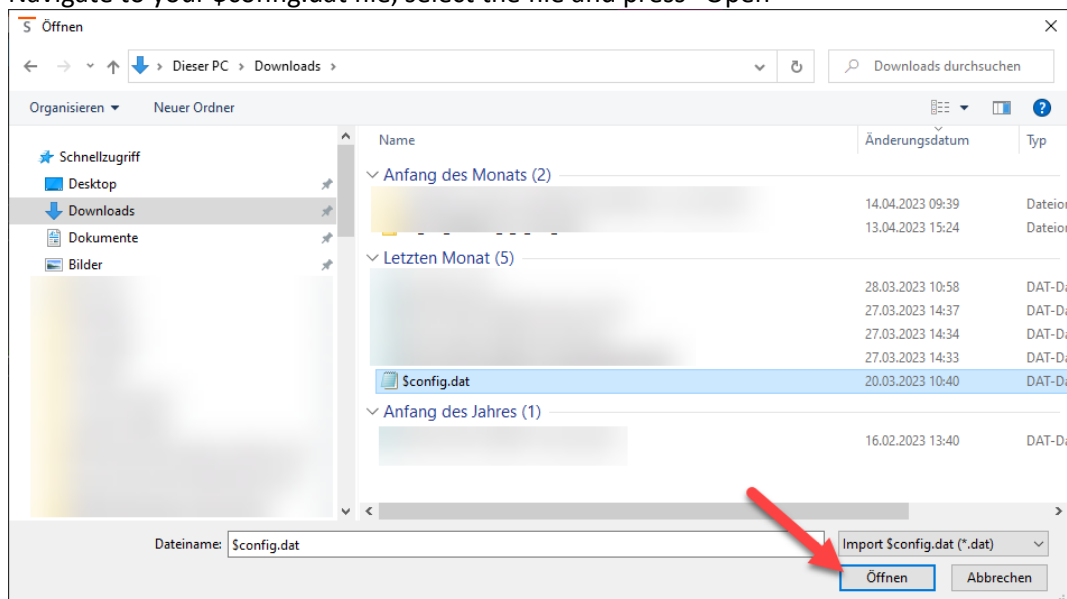 Navigate to your $config.dat file, select the file and press "Open"
S Öffnen
Dieser PC > Downloads >
Downloads durchsuchen
Organisieren Neuer Ordner
?
Schnellzugriff
Desktop
Downloads
Dokumente
Bilder
Name Änderungsdatum Typ
Anfang des Monats (2)
14.04.2023 09:39 Dateior
13.04.2023 15:24 Dateior
Letzten Monat (5)
28.03.2023 10:58 DAT-Da
27.03.2023 14:37 DAT-Da
27.03.2023 14:34 DAT-Da
27.03.2023 14:33 DAT-Da
$config.dat 20.03.2023 10:40 DAT-Da
Anfang des Jahres (1)
16.02.2023 13:40 DAT-Da
Dateiname: $config.dat Import $config.dat (*.dat)
Öffnen Abbrechen